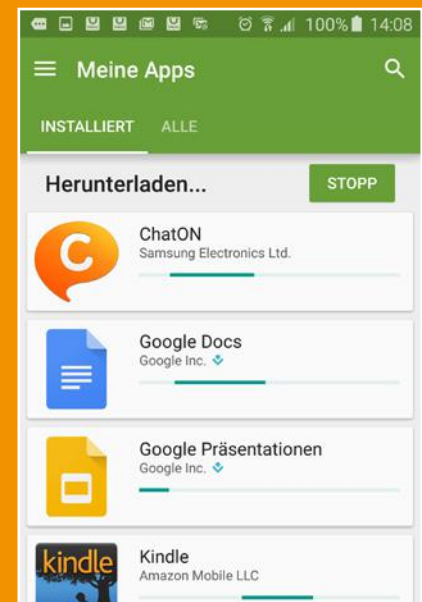 100% 14:08
Meine Apps
INSTALLIERT ALLE
Herunterladen... STOPP
C
ChatON
Samsung Electronics Ltd.
Google Docs
Google Inc.
Google Präsentationen
Google Inc.
kindle
Kindle
Amazon Mobile LLC